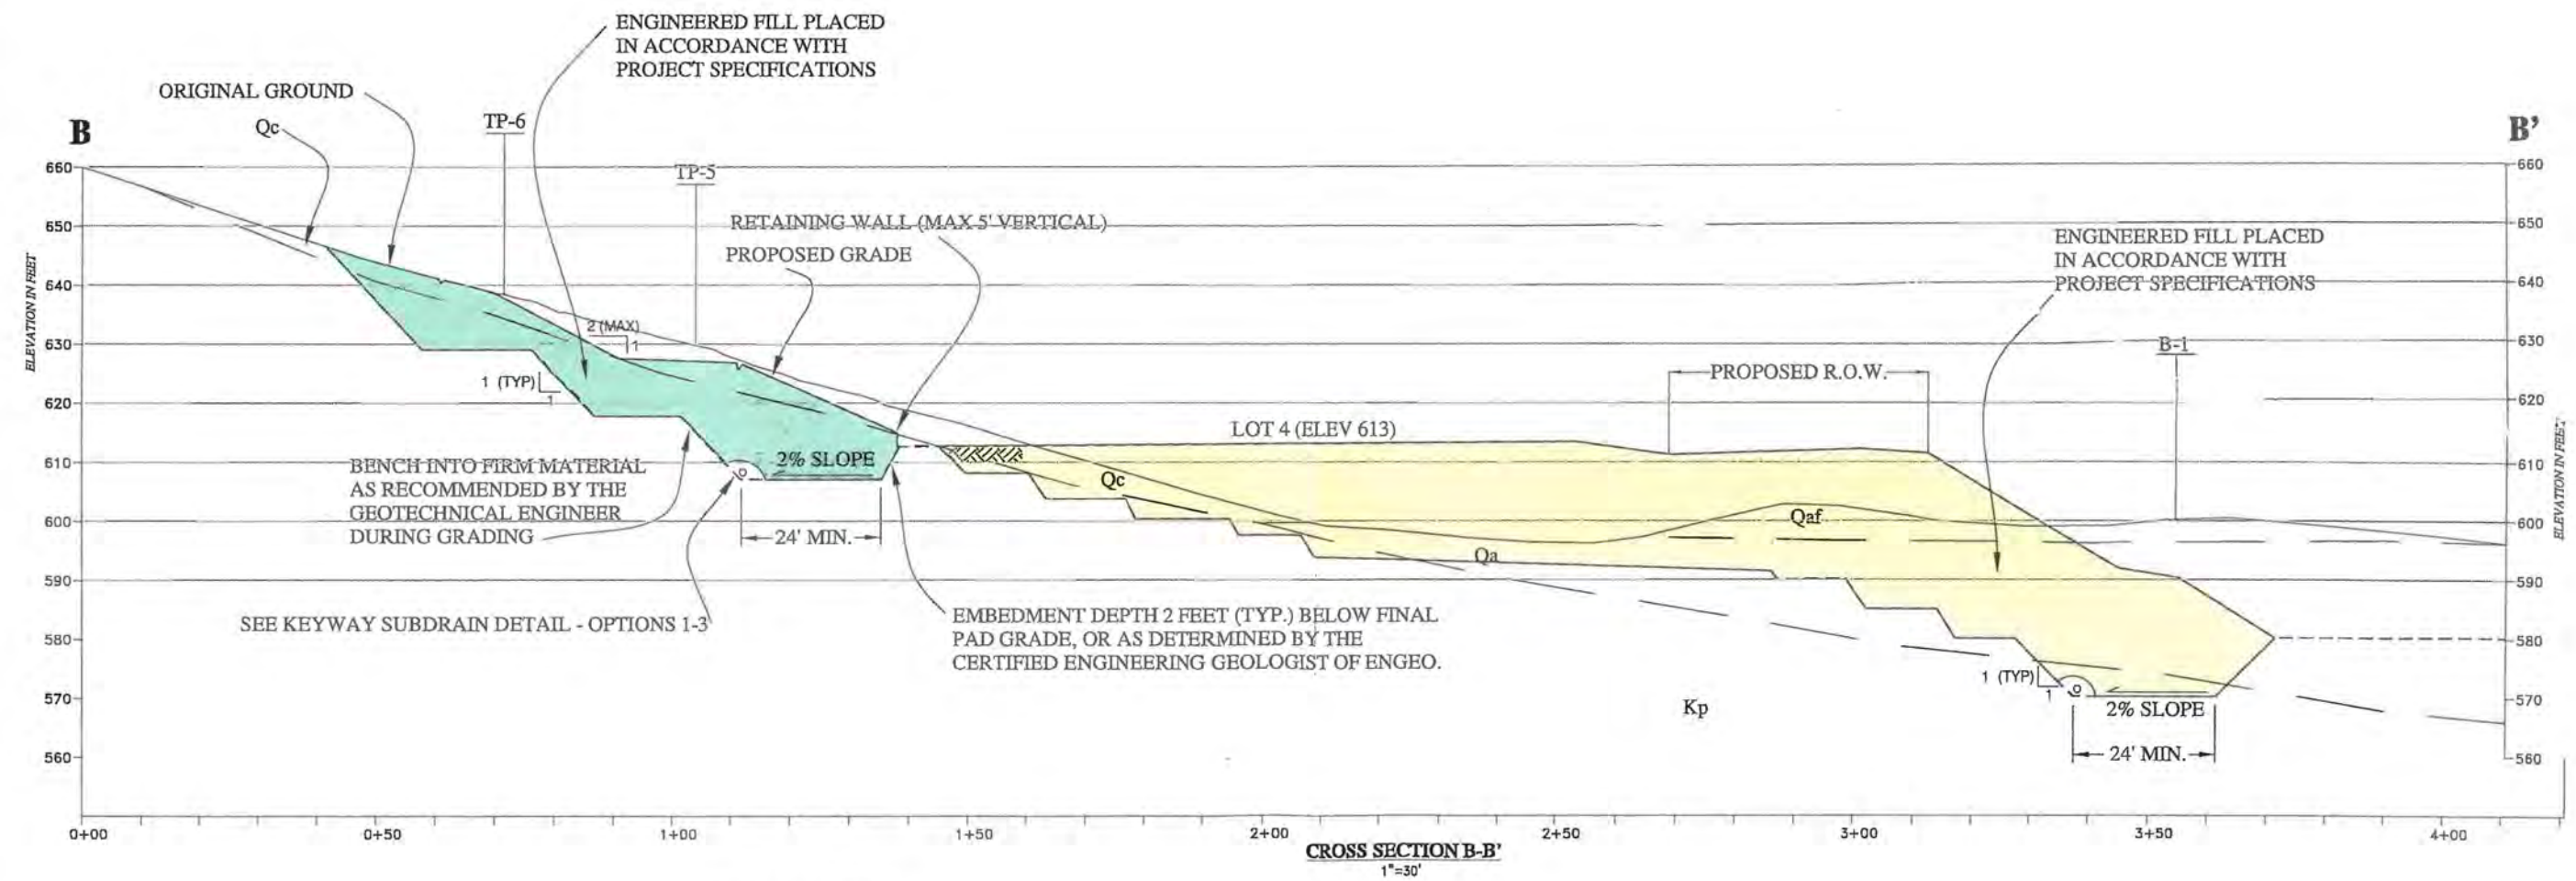 ENGINEERED FILL PLACED
IN ACCORDANCE WITH
PROJECT SPECIFICATIONS
ORIGINAL GROUND
Qc
TP-6
B
B'
TP-5
660
650
640
630
620
610
600
590
580
570
560
ELEVATION IN FEET
RETAINING WALL (MAX 5' VERTICAL)
PROPOSED GRADE
2 (MAX)
1
1 (TYP)
1
BENCH INTO FIRM MATERIAL
AS RECOMMENDED BY THE
GEOTECHNICAL ENGINEER
DURING GRADING
2% SLOPE
24' MIN.
SEE KEYWAY SUBDRAIN DETAIL - OPTIONS 1-3
EMBEDMENT DEPTH 2 FEET (TYP.) BELOW FINAL
PAD GRADE, OR AS DETERMINED BY THE
CERTIFIED ENGINEERING GEOLOGIST OF ENGEO.
LOT 4 (ELEV 613)
Qc
Qa
Qaf
Kp
PROPOSED R.O.W.
ENGINEERED FILL PLACED
IN ACCORDANCE WITH
PROJECT SPECIFICATIONS
B-1
1 (TYP)
1
2% SLOPE
24' MIN.
660
650
640
630
620
610
600
590
580
570
560
ELEVATION IN FEET
0+00
0+50
1+00
1+50
2+00
2+50
3+00
3+50
4+00
CROSS SECTION B-B'
1"=30'